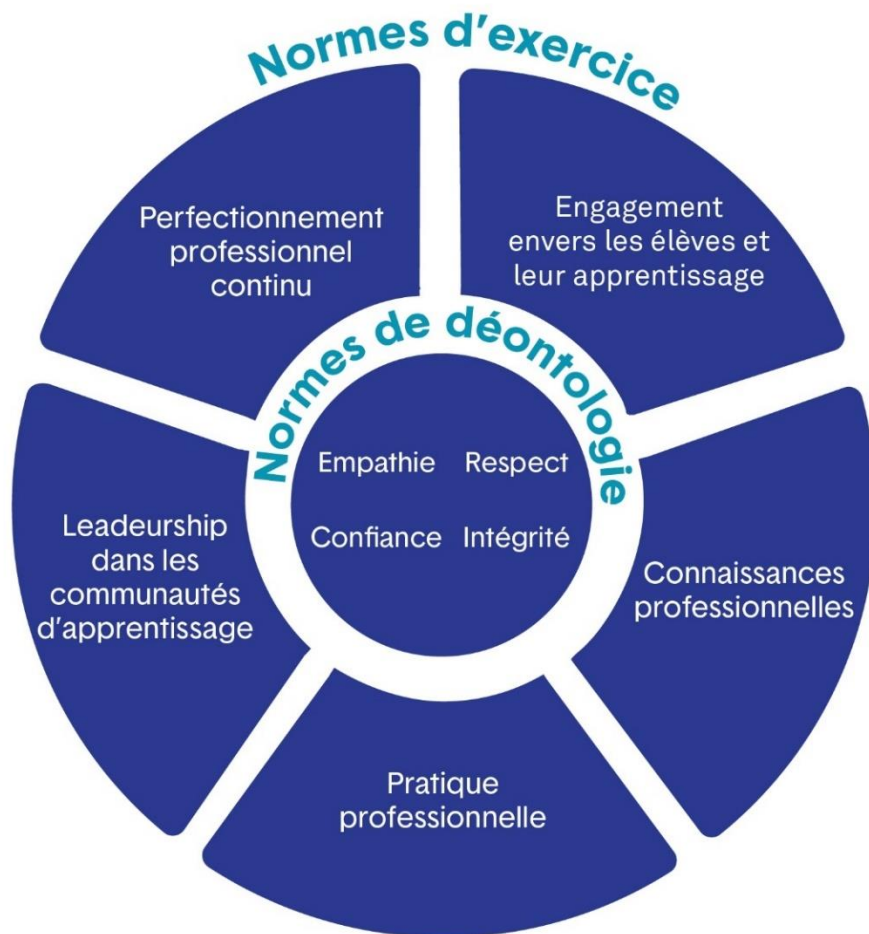 Normes d'exercice
Perfectionnement
professionnel
continu
Engagement
envers les élèves et
leur apprentissage
Normes de déontologie
Empathie Respect
Confiance Intégrité
Leadeurship
dans les
communautés
d'apprentissage
Connaissances
professionnelles
Pratique
professionnelle